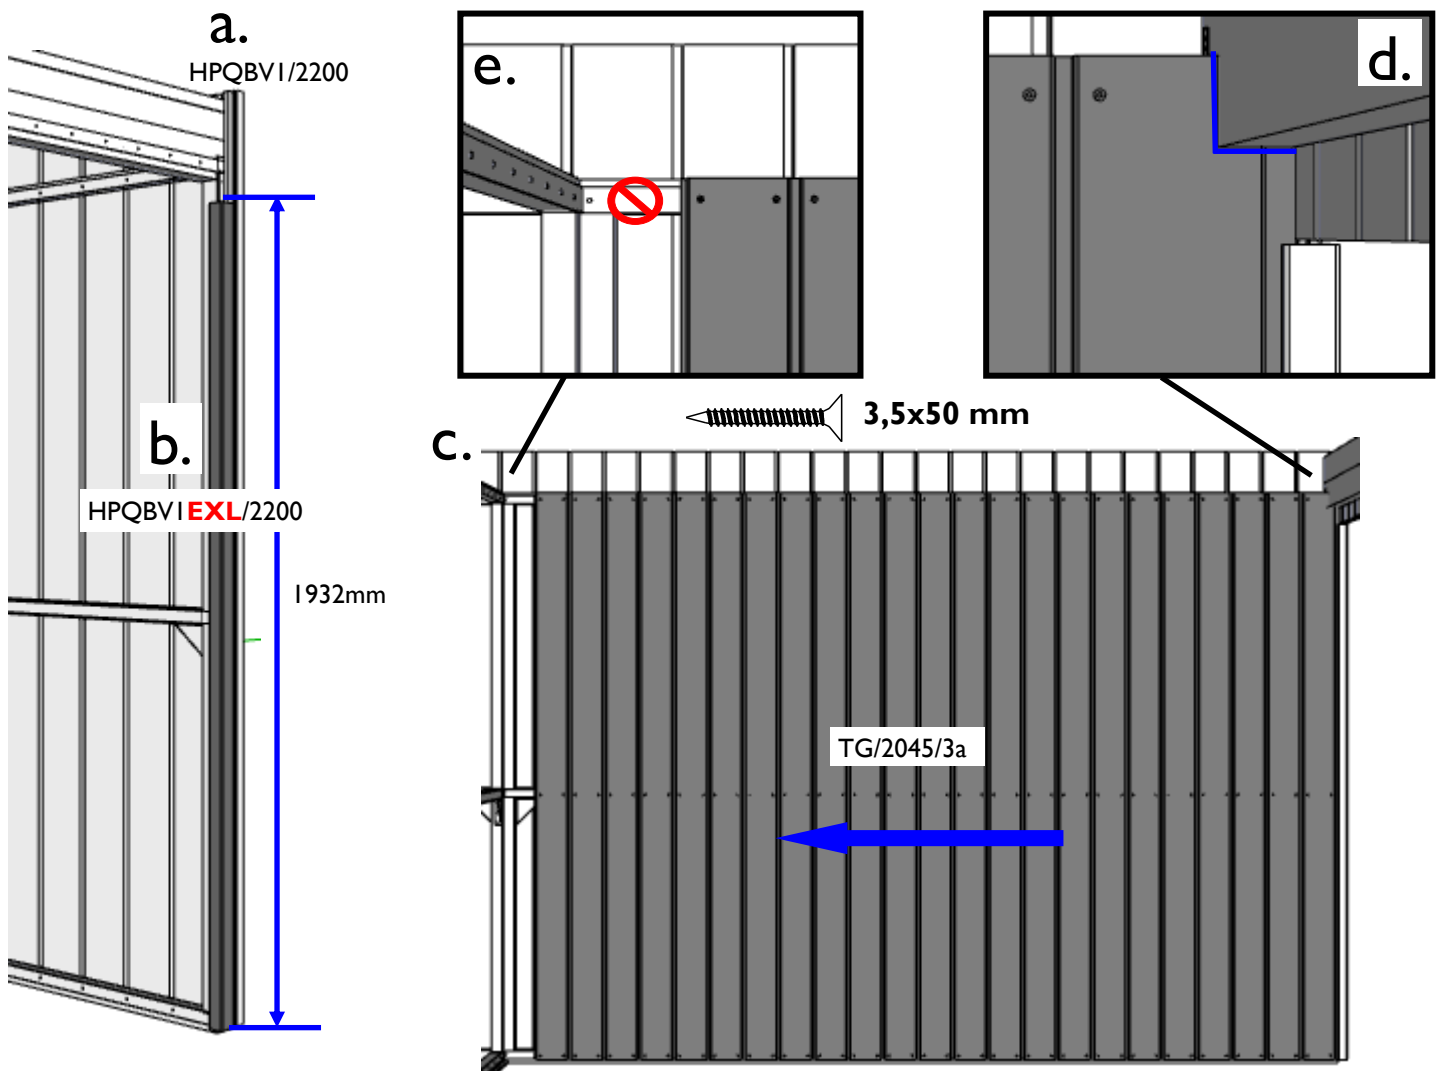 a.
HPQBV1/2200
b.
HPQBV1EXL/2200
1932mm
e.
d.
3,5x50 mm
c.
TG/2045/3a